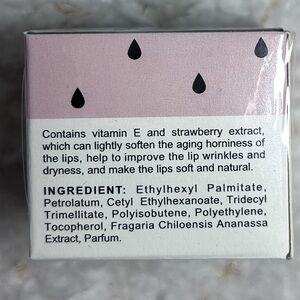 Contains vitamin E and strawberry extract,
which can lightly soften the aging horniness of
the lips, help to improve the lip wrinkles and
dryness, and make the lips soft and natural.
INGREDIENT: Ethylhexyl Palmitate,
Petrolatum, Cetyl Ethylhexanoate, Tridecyl
Trimellitate, Polyisobutene, Polyethylene,
Tocopherol, Fragaria Chiloensis Ananassa
Extract, Parfum.